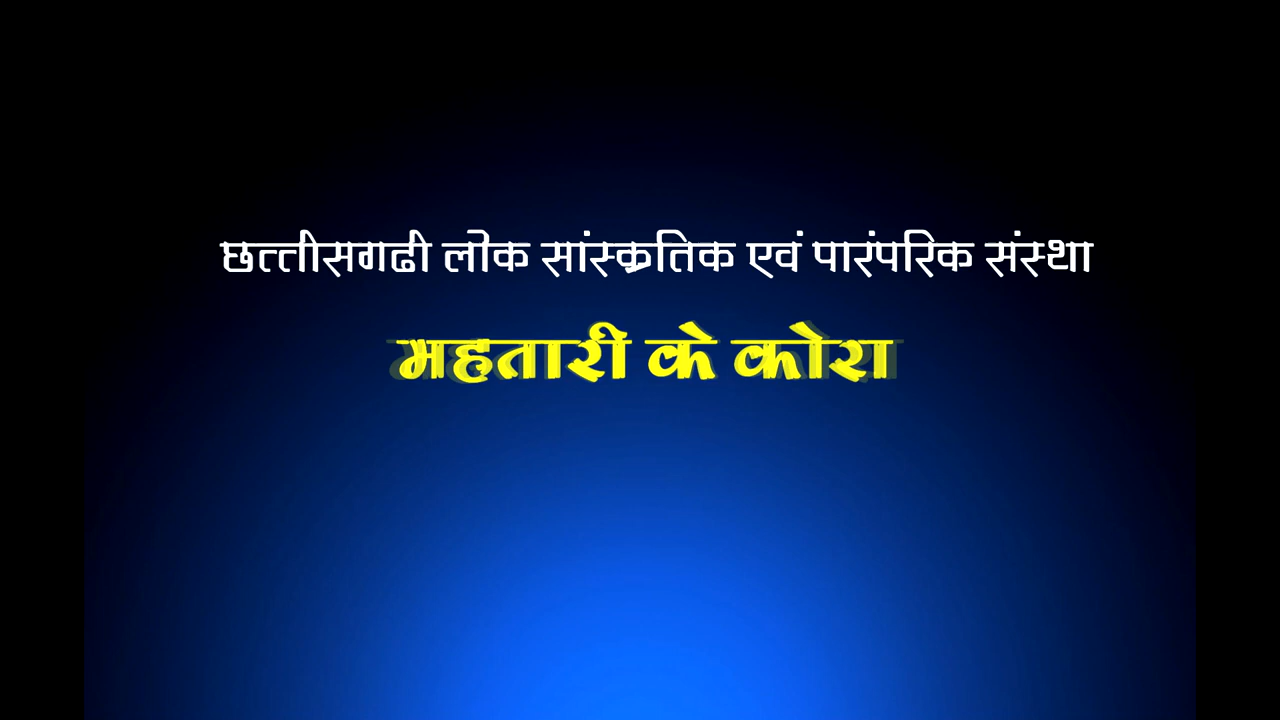 छत्तीसगढी लोक सांस्कृतिक एवं पारंपरिक संस्था
महतारी के कोरा